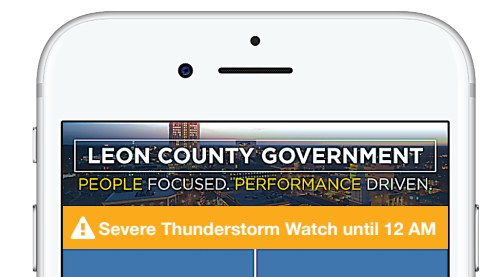 LEON COUNTY GOVERNMENT
PEOPLE FOCUSED. PERFORMANCE DRIVEN.
Severe Thunderstorm Watch until 12 AM